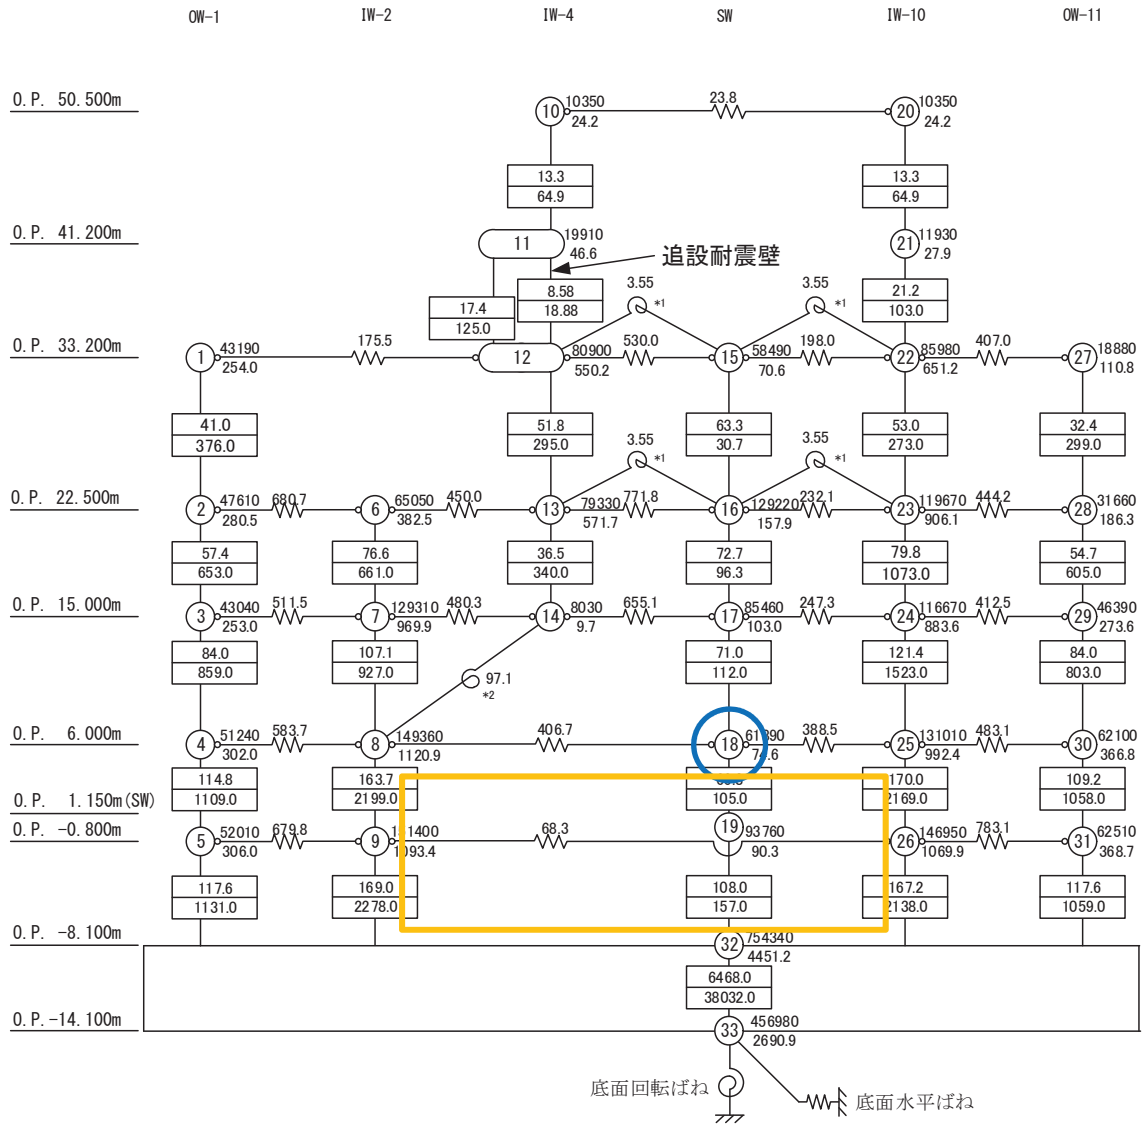 OW-1 IW-2 IW-4 SW IW-10 OW-11
O.P. 50.500m 10 10350 23.8 20 10350
24.2 24.2
13.3 13.3
64.9 64.9
O.P. 41.200m 11 19910 21 11930
46.6 27.9
追設耐震壁
8.58 3.55 3.55 21.2
17.4 18.88 *1 *1 103.0
125.0
O.P. 33.200m 1 43190 175.5 12 80900 530.0 15 58490 198.0 22 85980 407.0 27 18880
254.0 550.2 70.6 651.2 110.8
41.0 51.8 63.3 53.0 32.4
376.0 295.0 30.7 273.0 299.0
3.55 3.55
*1 *1
O.P. 22.500m 2 47610 680.7 6 65050 450.0 13 79330 771.8 16 129220 232.1 23 119670 444.2 28 31660
280.5 382.5 571.7 157.9 906.1 186.3
57.4 76.6 36.5 72.7 79.8 54.7
653.0 661.0 340.0 96.3 1073.0 605.0
O.P. 15.000m 3 43040 511.5 7 129310 480.3 14 8030 655.1 17 85460 247.3 24 116670 412.5 29 46390
253.0 969.9 9.7 103.0 883.6 273.6
84.0 107.1 71.0 121.4 84.0
859.0 927.0 112.0 1523.0 803.0
97.1
*2
O.P. 6.000m 4 51240 583.7 8 149360 406.7 18 388.5 25 131010 483.1 30 62100
302.0 1120.9 992.4 366.8
114.8 163.7 170.0 109.2
1109.0 2199.0 105.0 2169.0 1058.0
O.P. 1.150m(SW)
O.P. -0.800m 5 52010 679.8 9 68.3 19 93760 26 146950 783.1 31 62510
306.0 1093.4 90.3 1069.9 368.7
117.6 169.0 108.0 167.2 117.6
1131.0 2278.0 157.0 2138.0 1059.0
O.P. -8.100m 32 754340
4451.2
6468.0
38032.0
O.P.-14.100m 33 456980
2690.9
底面回転ばね 底面水平ばね